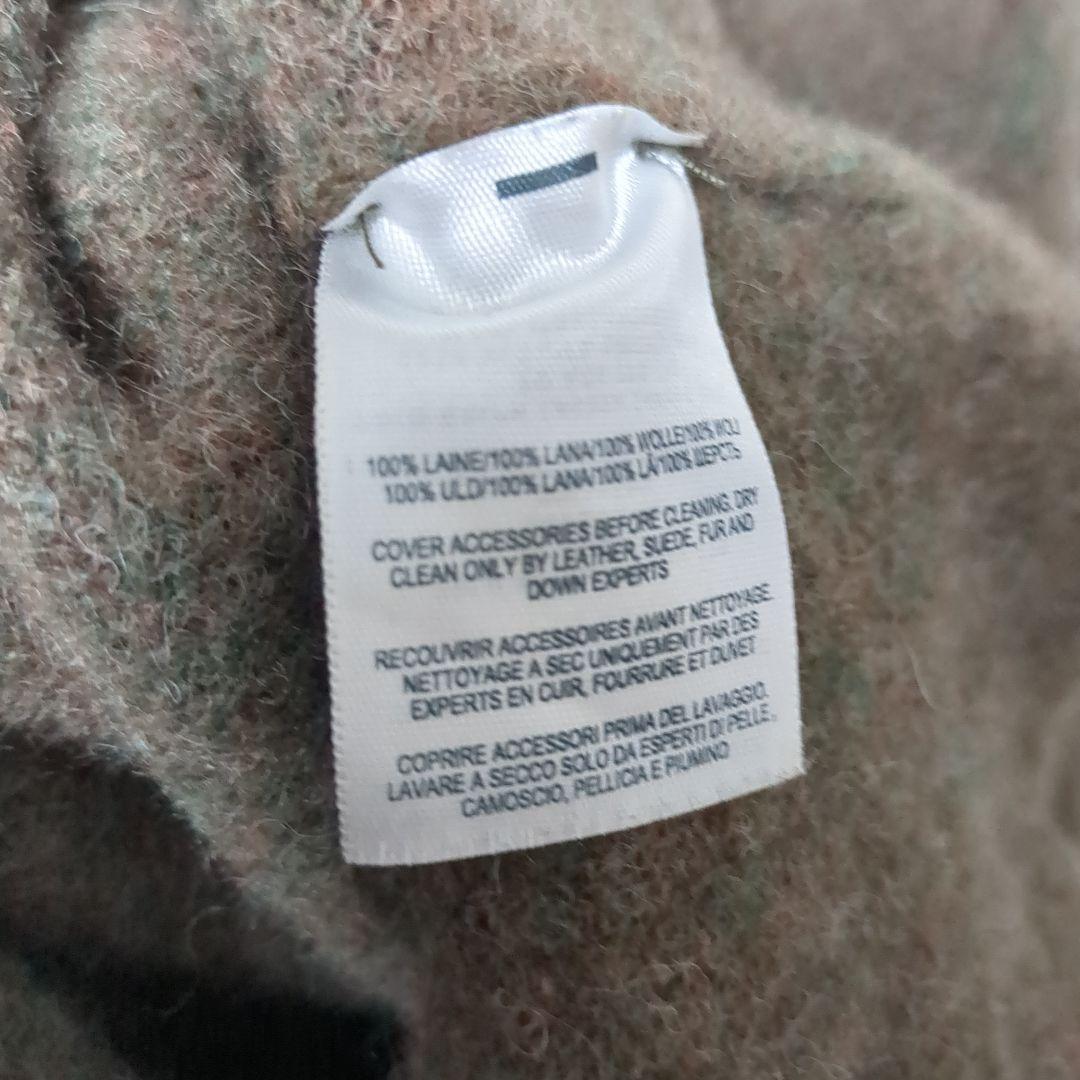 100% LAINE/100% LANA/100% WOLLE/100% WOL/
100% ULD/100% LANA/100% LÃ/100% ШЕРСТЬ
COVER ACCESSORIES BEFORE CLEANING. DRY
CLEAN ONLY BY LEATHER, SUEDE, FUR AND
DOWN EXPERTS
RECOUVRIR ACCESSOIRES AVANT NETTOYAGE.
NETTOYAGE A SEC UNIQUEMENT PAR DES
EXPERTS EN CUIR, FOURRURE ET DUVET
COPRIRE ACCESSORI PRIMA DEL LAVAGGIO.
LAVARE A SECCO SOLO DA ESPERTI DI PELLE,
CAMOSCIO, PELLICIA E PIUMINO